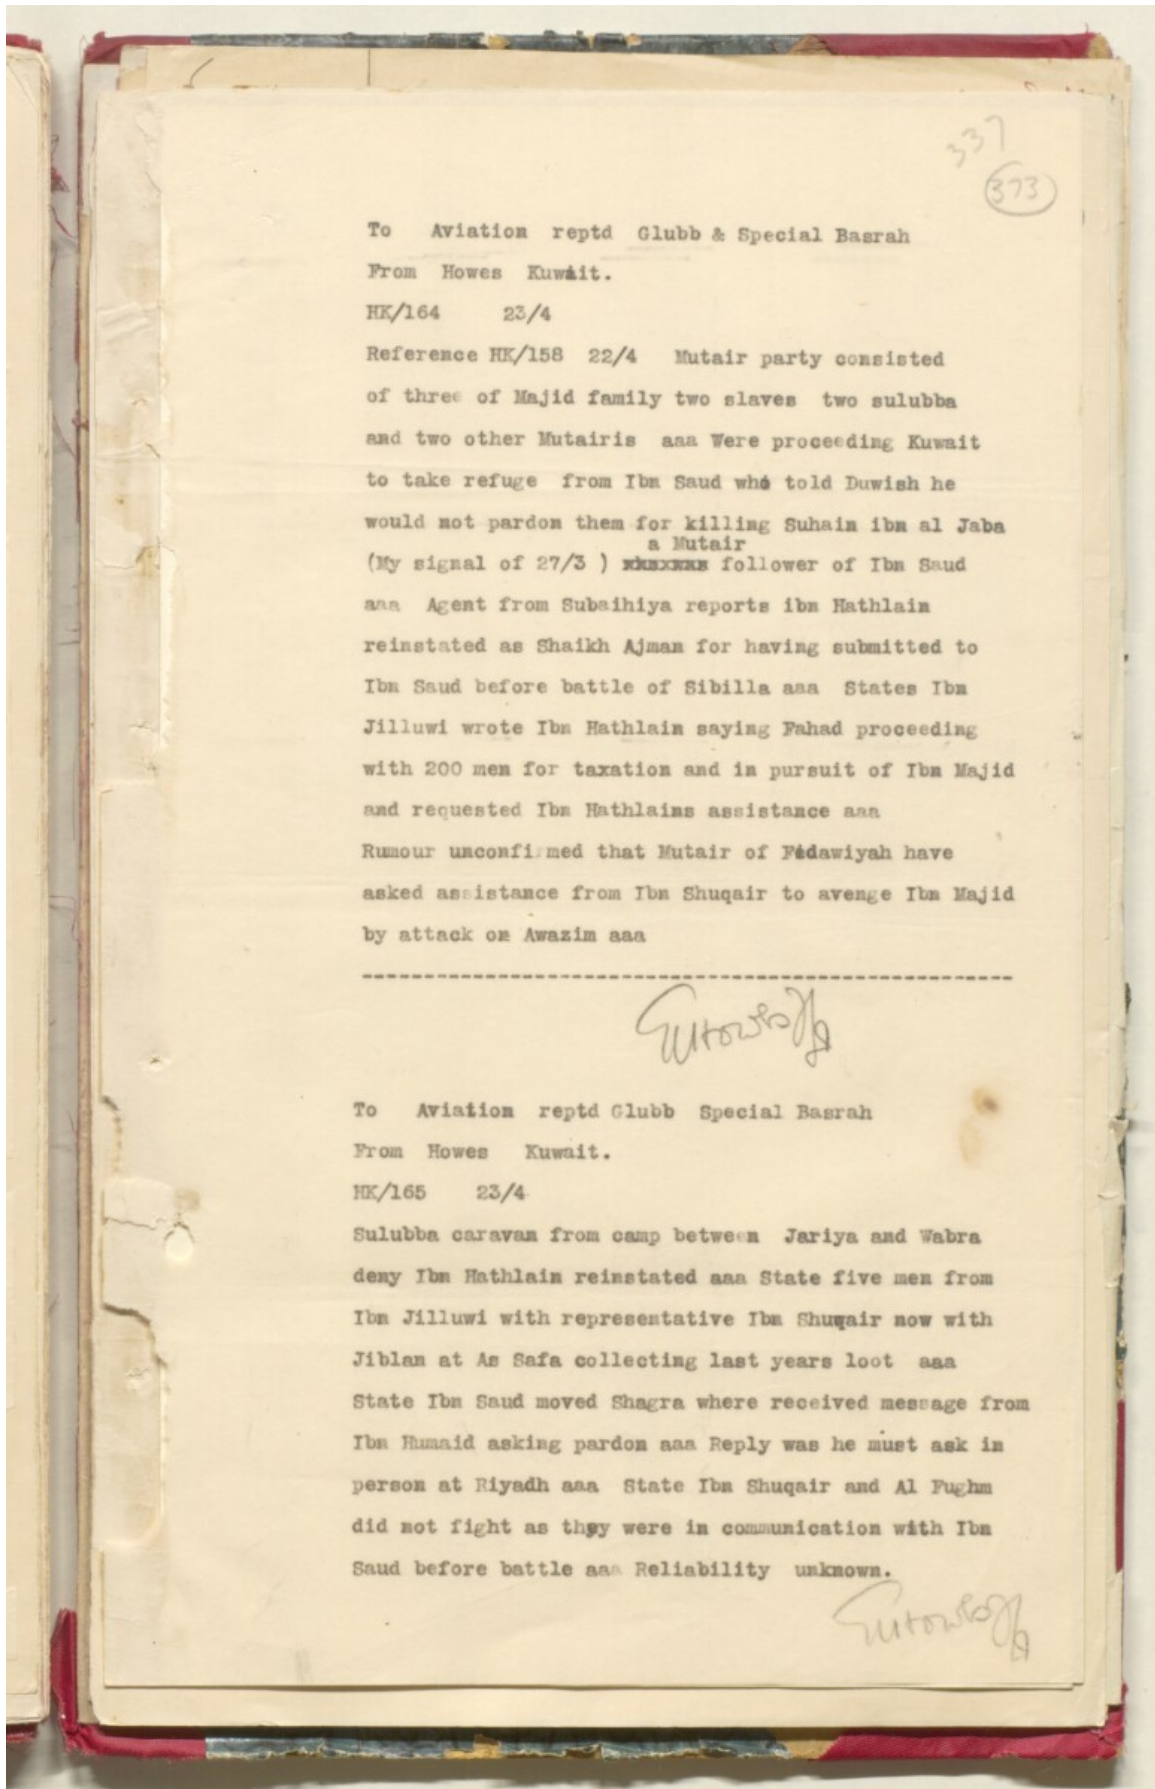 337
373
To Aviation reptd Glubb & Special Basrah
From Howes Kuwait.
HK/164 23/4
Reference HK/158 22/4 Mutair party consisted
of three of Majid family two slaves two sulubba
and two other Mutairis aaa Were proceeding Kuwait
to take refuge from Ibn Saud who told Duwish he
would not pardon them for killing Suhain ibn al Jaba
a Mutair
(My signal of 27/3 ) follower of Ibn Saud
aaa Agent from Subaihiya reports ibn Hathlain
reinstated as Shaikh Ajman for having submitted to
Ibn Saud before battle of Sibilla aaa States Ibn
Jilluwi wrote Ibn Hathlain saying Fahad proceeding
with 200 men for taxation and in pursuit of Ibn Majid
and requested Ibn Hathlains assistance aaa
Rumour unconfirmed that Mutair of Fidawiyah have
asked assistance from Ibn Shuqair to avenge Ibn Majid
by attack on Awazim aaa
To Aviation reptd Glubb Special Basrah
From Howes Kuwait.
HK/165 23/4
Sulubba caravan from camp between Jariya and Wabra
deny Ibn Hathlain reinstated aaa State five men from
Ibn Jilluwi with representative Ibn Shuqair now with
Jiblan at As Safa collecting last years loot aaa
State Ibn Saud moved Shagra where received message from
Ibn Humaid asking pardon aaa Reply was he must ask in
person at Riyadh aaa State Ibn Shuqair and Al Fughm
did not fight as they were in communication with Ibn
Saud before battle aaa Reliability unknown.